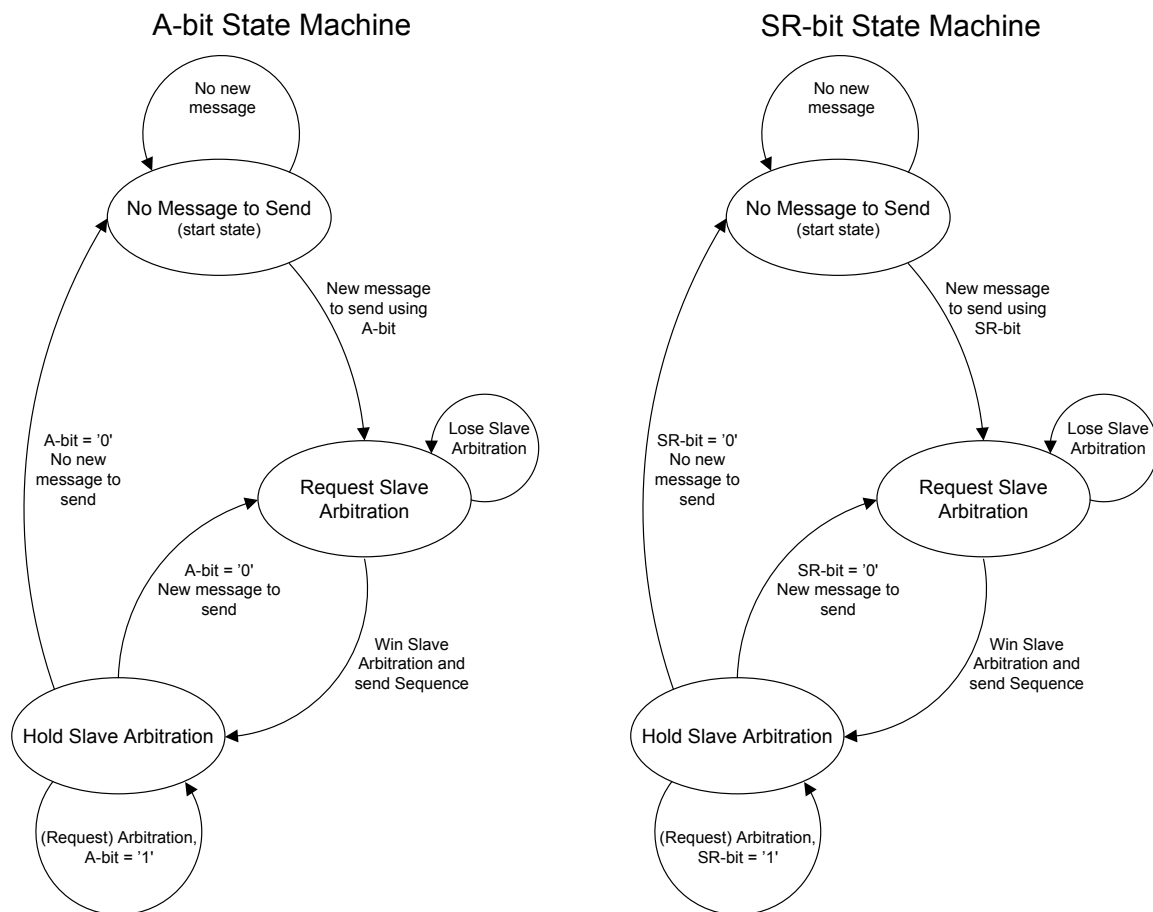 A-bit State Machine
No new
message
No Message to Send
(start state)
New message
to send using
A-bit
Lose Slave
Arbitration
A-bit = '0'
No new
message to
send
Request Slave
Arbitration
A-bit = '0'
New message to
send
Win Slave
Arbitration and
send Sequence
Hold Slave Arbitration
(Request) Arbitration,
A-bit = '1'
SR-bit State Machine
No new
message
No Message to Send
(start state)
New message
to send using
SR-bit
Lose Slave
Arbitration
SR-bit = '0'
No new
message to
send
Request Slave
Arbitration
SR-bit = '0'
New message to
send
Win Slave
Arbitration and
send Sequence
Hold Slave Arbitration
(Request) Arbitration,
SR-bit = '1'